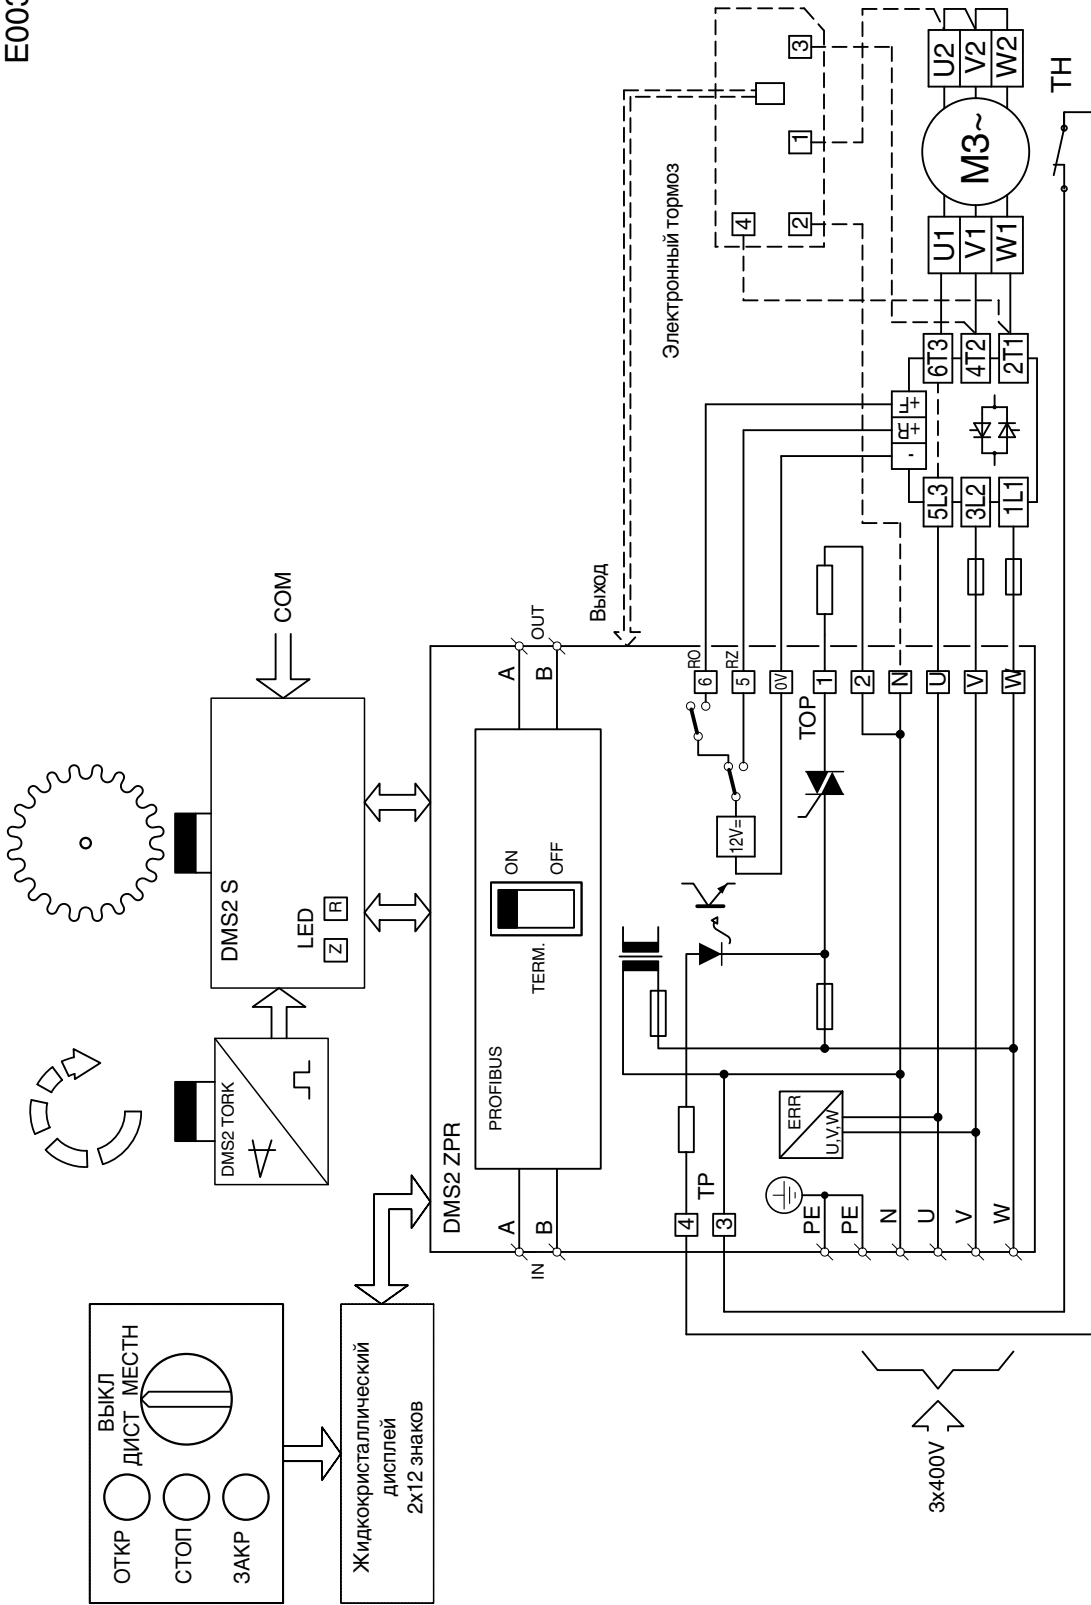 E003
ОТКР
СТОП
ЗАКР
ВЫКЛ
ДИСТ МЕСТН
Жидкокристаллический
дисплей
2x12 знаков
DMS2 TORK
DMS2 S
LED
Z
R
COM
DMS2 ZPR
PROFIBUS
TERM.
ON
OFF
A
B
IN
A
B
OUT
Выход
Электронный тормоз
4
2
1
3
4
TP
3
12V=
6
RO
5
RZ
0V
TOP
1
2
N
U
V
W
ERR
U,V,W
PE
PE
N
U
V
W
3x400V
-
+R
+F
5L3
3L2
1L1
6T3
4T2
2T1
U1
V1
W1
M3~
U2
V2
W2
TH